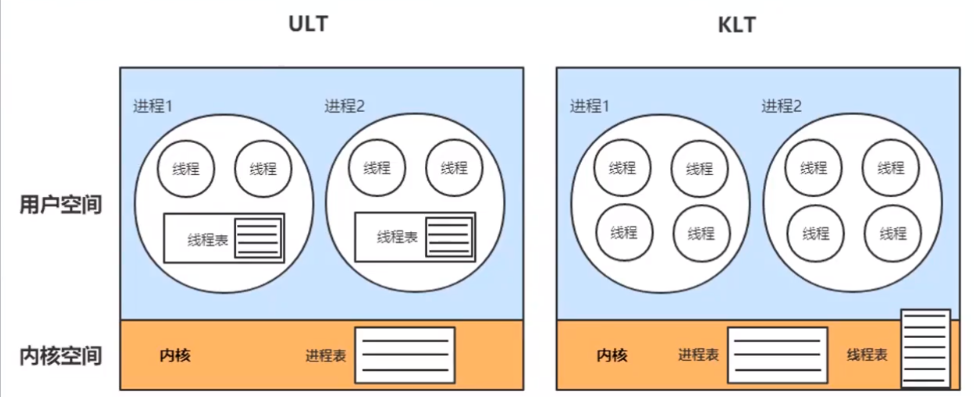 ULT KLT
进程1 进程2 进程1 进程2
线程 线程 线程 线程 线程 线程 线程 线程
用户空间
线程表 线程表 线程 线程 线程 线程
内核空间 内核 进程表 内核 进程表 线程表